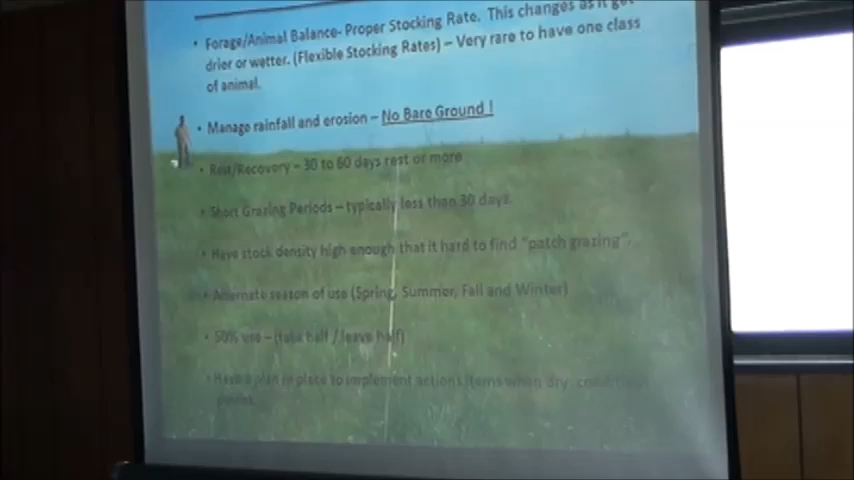 • Forage/Animal Balance- Proper Stocking Rate. This changes as it
drier or wetter. (Flexible Stocking Rates) – Very rare to have one class
of animal.
• Manage rainfall and erosion – No Bare Ground !
• Rest/Recovery – 30 to 60 days rest or more
• Short Grazing Periods – typically less then 30 days.
• Have stock density high enough that it hard to find "patch grazing".
• Alternate season of use (Spring, Summer, Fall and Winter)
• 50% use – (take half / leave half)
• Have a plan in place to implement actions items when dry